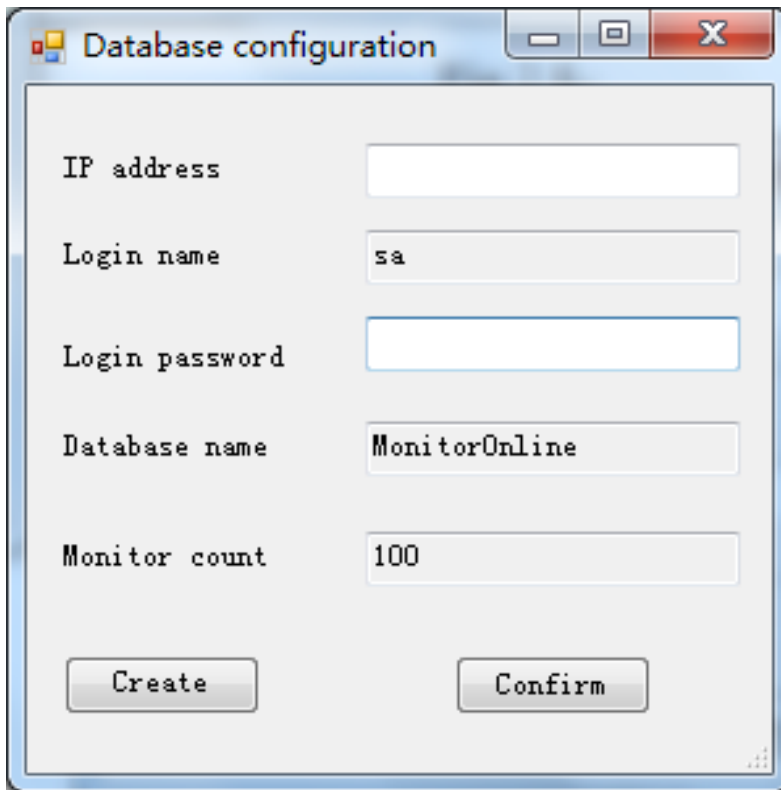 Database configuration
IP address
Login name sa
Login password
Database name MonitorOnline
Monitor count 100
Create Confirm